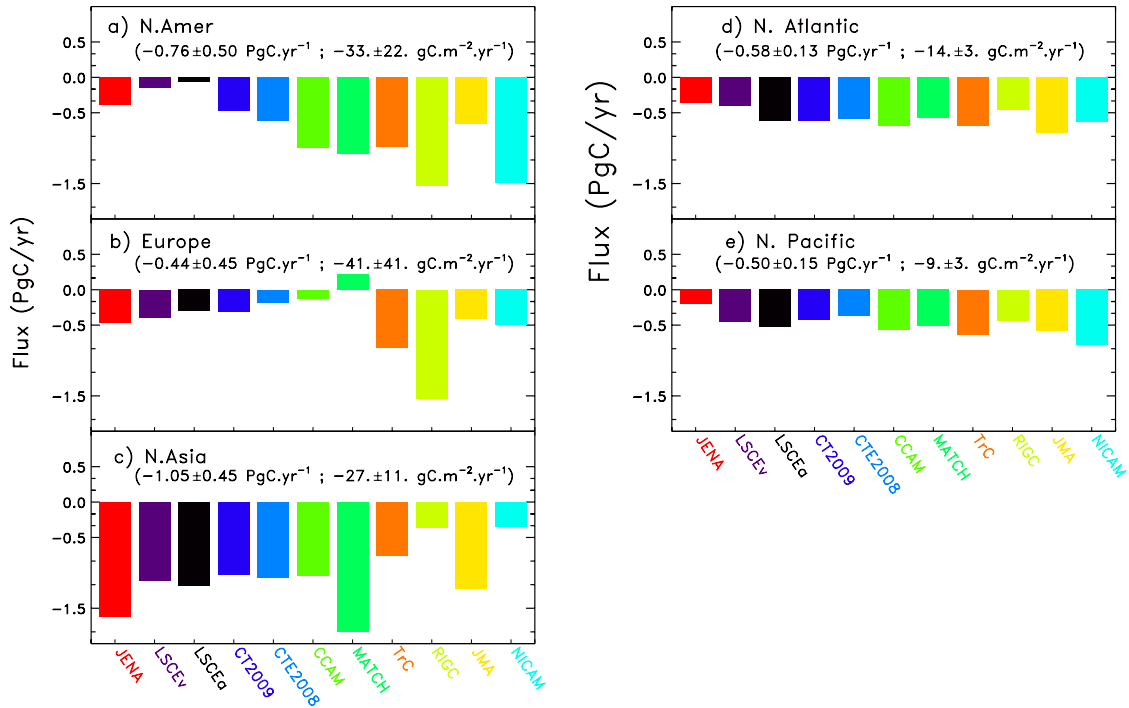 a) N.Amer
(−0.76±0.50 PgC.yr⁻¹ ; −33.±22. gC.m⁻².yr⁻¹)
0.5
0.0
−0.5
−1.5
b) Europe
(−0.44±0.45 PgC.yr⁻¹ ; −41.±41. gC.m⁻².yr⁻¹)
0.5
0.0
−0.5
−1.5
Flux (PgC/yr)
c) N.Asia
(−1.05±0.45 PgC.yr⁻¹ ; −27.±11. gC.m⁻².yr⁻¹)
0.5
0.0
−0.5
−1.5
JENA
LSCEv
LSCEa
CT2009
CTE2008
CCAM
MATCH
TrC
RIGC
JMA
NICAM
d) N. Atlantic
(−0.58±0.13 PgC.yr⁻¹ ; −14.±3. gC.m⁻².yr⁻¹)
0.5
0.0
−0.5
−1.5
Flux (PgC/yr)
e) N. Pacific
(−0.50±0.15 PgC.yr⁻¹ ; −9.±3. gC.m⁻².yr⁻¹)
0.5
0.0
−0.5
−1.5
JENA
LSCEv
LSCEa
CT2009
CTE2008
CCAM
MATCH
TrC
RIGC
JMA
NICAM